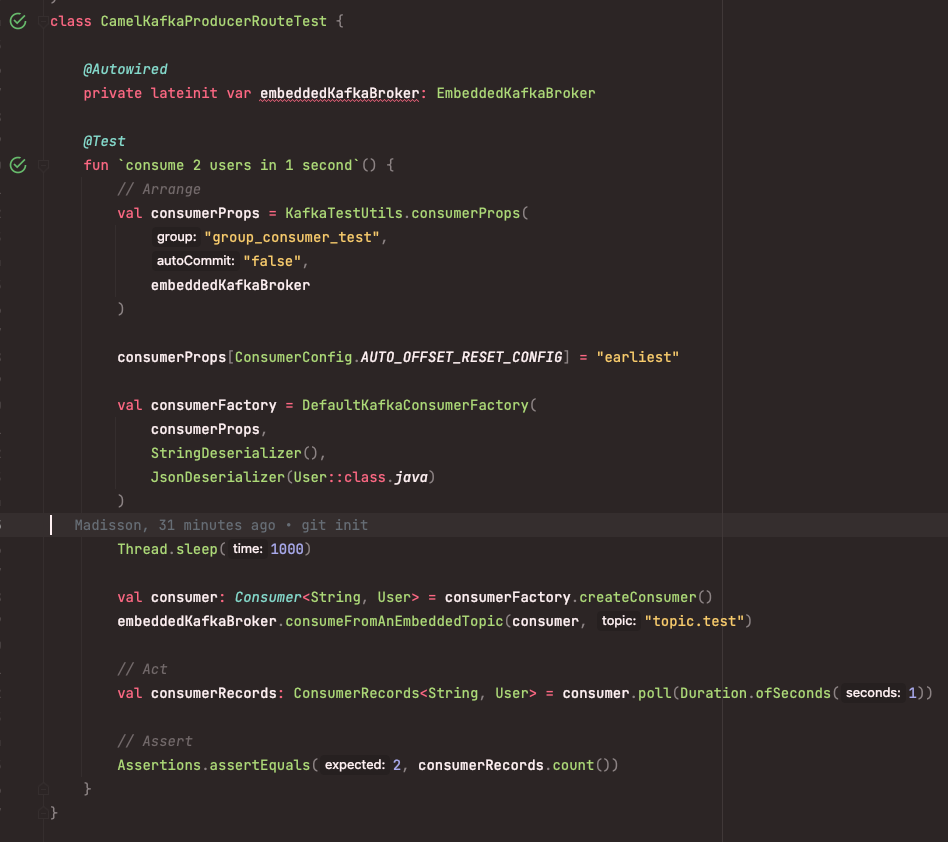 class CamelKafkaProducerRouteTest {
@Autowired
private lateinit var embeddedKafkaBroker: EmbeddedKafkaBroker
@Test
fun `consume 2 users in 1 second`() {
// Arrange
val consumerProps = KafkaTestUtils.consumerProps(
group: "group_consumer_test",
autoCommit: "false",
embeddedKafkaBroker
)
consumerProps[ConsumerConfig.AUTO_OFFSET_RESET_CONFIG] = "earliest"
val consumerFactory = DefaultKafkaConsumerFactory(
consumerProps,
StringDeserializer(),
JsonDeserializer(User::class.java)
)
Madisson, 31 minutes ago • git init
Thread.sleep( time: 1000)
val consumer: Consumer<String, User> = consumerFactory.createConsumer()
embeddedKafkaBroker.consumeFromAnEmbeddedTopic(consumer, topic: "topic.test")
// Act
val consumerRecords: ConsumerRecords<String, User> = consumer.poll(Duration.ofSeconds( seconds: 1))
// Assert
Assertions.assertEquals( expected: 2, consumerRecords.count())
}
}